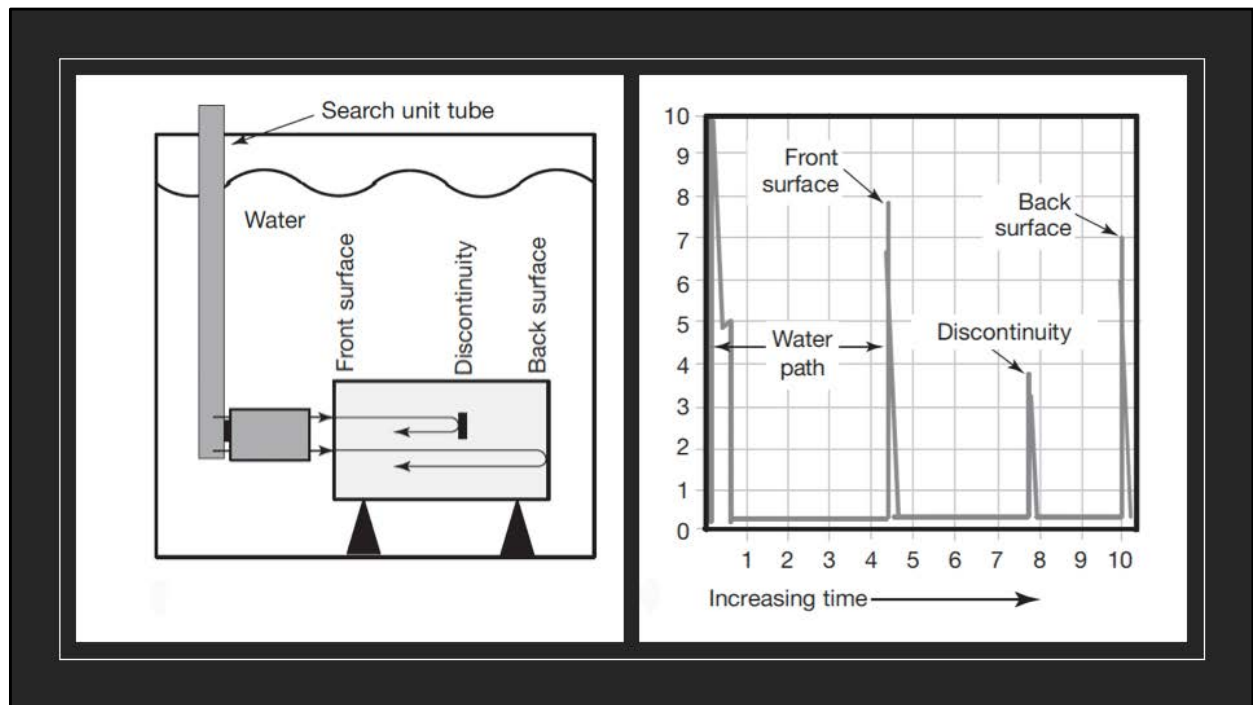 Search unit tube
Water
Front surface
Discontinuity
Back surface
10
9
8
7
6
5
4
3
2
1
0
Front
surface
Back
surface
Water
path
Discontinuity
1 2 3 4 5 6 7 8 9 10
Increasing time